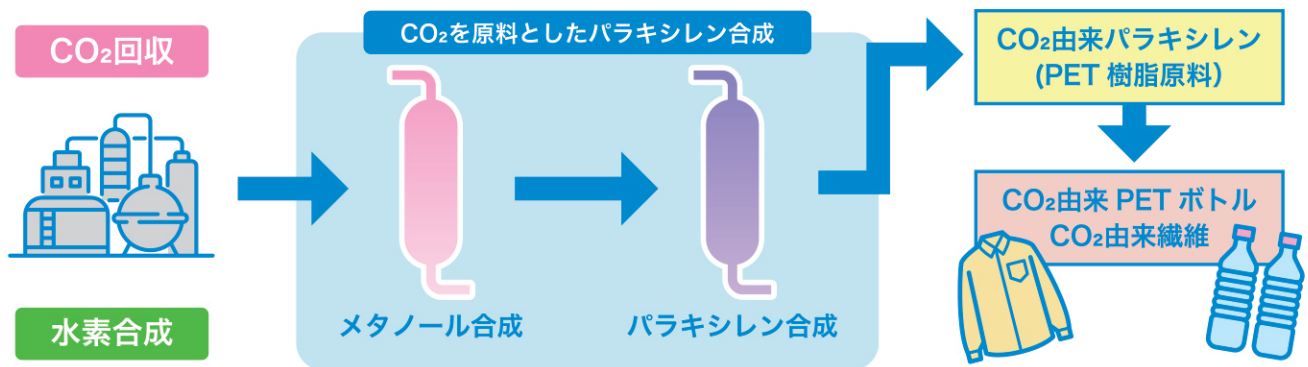 CO₂回収
水素合成
CO₂を原料としたパラキシレン合成
メタノール合成
パラキシレン合成
CO₂由来パラキシレン
(PET 樹脂原料)
CO₂由来 PET ボトル
CO₂由来繊維